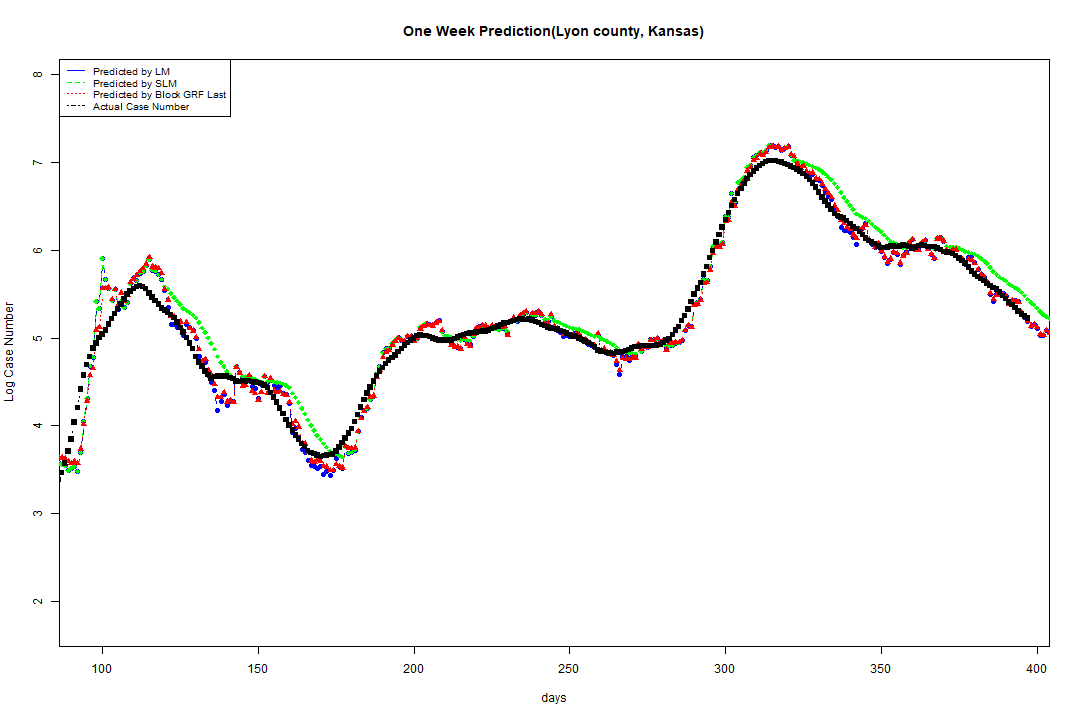 One Week Prediction(Lyon county, Kansas)
Predicted by LM
Predicted by SLM
Predicted by Block GRF Last
Actual Case Number
8
7
6
5
4
3
2
Log Case Number
100 150 200 250 300 350 400
days